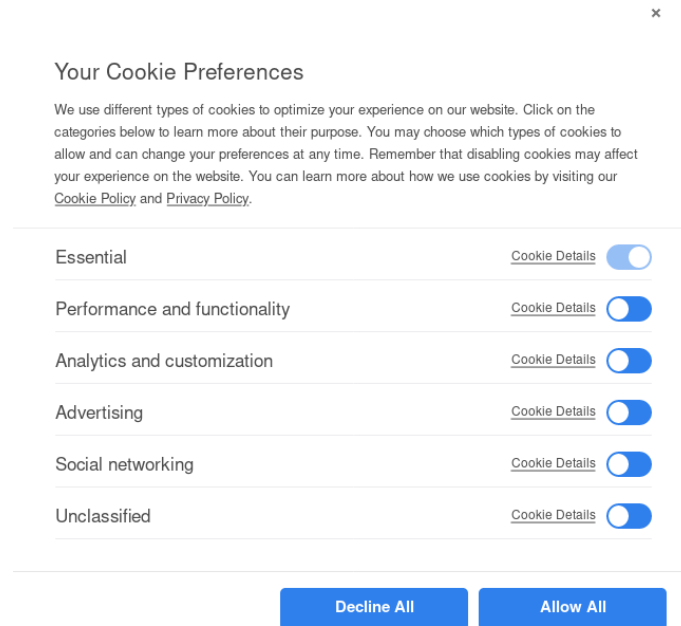 ×
Your Cookie Preferences
We use different types of cookies to optimize your experience on our website. Click on the
categories below to learn more about their purpose. You may choose which types of cookies to
allow and can change your preferences at any time. Remember that disabling cookies may affect
your experience on the website. You can learn more about how we use cookies by visiting our
Cookie Policy and Privacy Policy.
Essential Cookie Details
Performance and functionality Cookie Details
Analytics and customization Cookie Details
Advertising Cookie Details
Social networking Cookie Details
Unclassified Cookie Details
Decline All Allow All